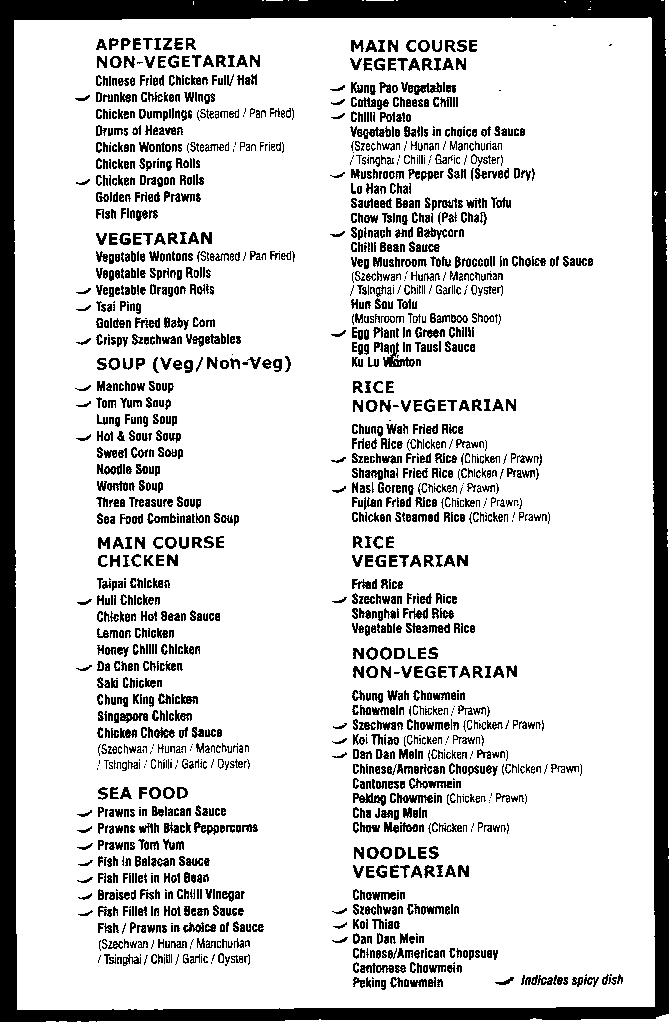 APPETIZER
NON-VEGETARIAN
Chinese Fried Chicken Full/ Half
Drunken Chicken Wings
Chicken Dumplings (Steamed / Pan Fried)
Drums of Heaven
Chicken Wontons (Steamed / Pan Fried)
Chicken Spring Rolls
Chicken Dragon Rolls
Golden Fried Prawns
Fish Fingers
VEGETARIAN
Vegetable Wontons (Steamed / Pan Fried)
Vegetable Spring Rolls
Vegetable Dragon Rolls
Tsai Ping
Golden Fried Baby Corn
Crispy Szechwan Vegetables
SOUP (Veg/Non-Veg)
Manchow Soup
Tom Yum Soup
Lung Fung Soup
Hot & Sour Soup
Sweet Corn Soup
Noodle Soup
Wonton Soup
Three Treasure Soup
Sea Food Combination Soup
MAIN COURSE
CHICKEN
Taipai Chicken
Huli Chicken
Chicken Hot Bean Sauce
Lemon Chicken
Honey Chilli Chicken
Da Chen Chicken
Saki Chicken
Chung King Chicken
Singapore Chicken
Chicken Choice of Sauce
(Szechwan / Hunan / Manchurian
/ Tsinghai / Chilli / Garlic / Oyster)
SEA FOOD
Prawns in Belacan Sauce
Prawns with Black Peppercorns
Prawns Tom Yum
Fish in Belacan Sauce
Fish Fillet in Hot Bean
Braised Fish in Chilli Vinegar
Fish Fillet in Hot Bean Sauce
Fish / Prawns in choice of Sauce
(Szechwan / Hunan / Manchurian
/ Tsinghai / Chilli / Garlic / Oyster)
MAIN COURSE
VEGETARIAN
Kung Pao Vegetables
Cottage Cheese Chilli
Chilli Potato
Vegetable Balls in choice of Sauce
(Szechwan / Hunan / Manchurian
/ Tsinghai / Chilli / Garlic / Oyster)
Mushroom Pepper Salt (Served Dry)
Lo Han Chai
Sauteed Bean Sprouts with Tofu
Chow Tsing Chai (Pai Chai)
Spinach and Babycorn
Chilli Bean Sauce
Veg Mushroom Tofu Broccoli in Choice of Sauce
(Szechwan / Hunan / Manchurian
/ Tsinghai / Chilli / Garlic / Oyster)
Hun Sou Tofu
(Mushroom Tofu Bamboo Shoot)
Egg Plant in Green Chilli
Egg Plant in Tausi Sauce
Ku Lu Wonton
RICE
NON-VEGETARIAN
Chung Wah Fried Rice
Fried Rice (Chicken / Prawn)
Szechwan Fried Rice (Chicken / Prawn)
Shanghai Fried Rice (Chicken / Prawn)
Nasi Goreng (Chicken / Prawn)
Fujian Fried Rice (Chicken / Prawn)
Chicken Steamed Rice (Chicken / Prawn)
RICE
VEGETARIAN
Fried Rice
Szechwan Fried Rice
Shanghai Fried Rice
Vegetable Steamed Rice
NOODLES
NON-VEGETARIAN
Chung Wah Chowmein
Chowmein (Chicken / Prawn)
Szechwan Chowmein (Chicken / Prawn)
Koi Thiao (Chicken / Prawn)
Dan Dan Mein (Chicken / Prawn)
Chinese/American Chopsuey (Chicken / Prawn)
Cantonese Chowmein
Peking Chowmein (Chicken / Prawn)
Cha Jang Mein
Chow Meifoon (Chicken / Prawn)
NOODLES
VEGETARIAN
Chowmein
Szechwan Chowmein
Koi Thiao
Dan Dan Mein
Chinese/American Chopsuey
Cantonese Chowmein
Peking Chowmein
Indicates spicy dish